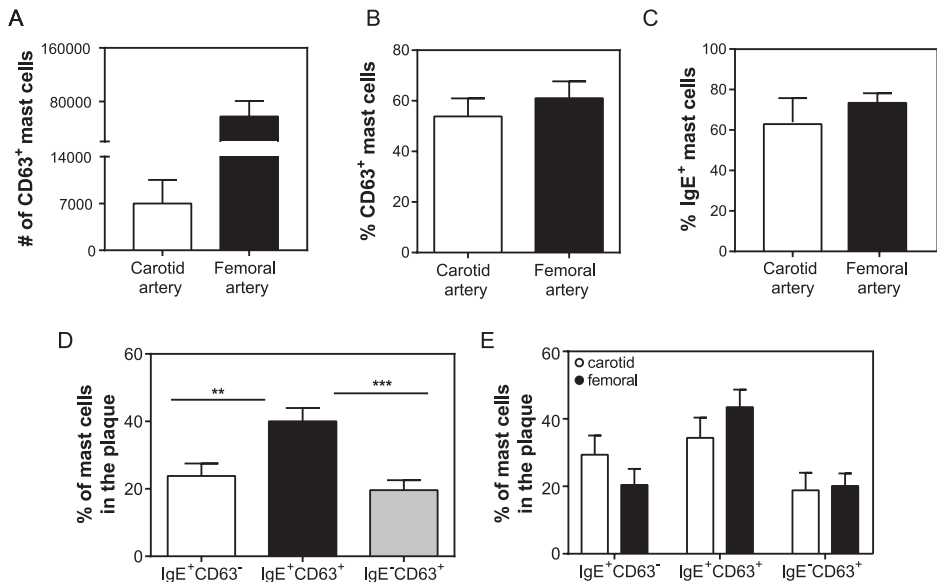 A
# of CD63⁺ mast cells
160000
80000
14000
7000
0
Carotid
artery
Femoral
artery
B
% CD63⁺ mast cells
80
60
40
20
0
Carotid
artery
Femoral
artery
C
% IgE⁺ mast cells
100
80
60
40
20
0
Carotid
artery
Femoral
artery
D
% of mast cells
in the plaque
60
40
20
0
**
***
IgE⁺CD63⁻
IgE⁺CD63⁺
IgE⁻CD63⁺
E
% of mast cells
in the plaque
60
40
20
0
carotid
femoral
IgE⁺CD63⁻
IgE⁺CD63⁺
IgE⁻CD63⁺